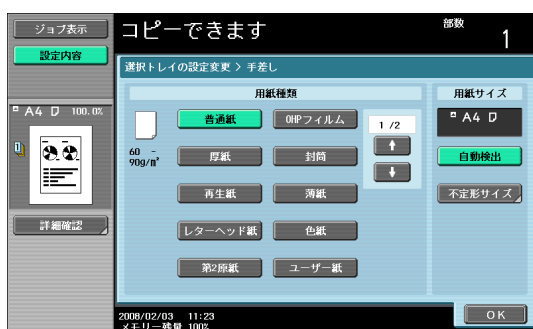 ジョブ表示
設定内容
コピーできます
部数
1
選択トレイの設定変更 > 手差し
用紙種類
用紙サイズ
A4 100.0%
普通紙
OHPフィルム
1 /2
A4
60 -
90g/m²
厚紙
封筒
自動検出
再生紙
薄紙
不定形サイズ
詳細確認
レターヘッド紙
色紙
第2原紙
ユーザー紙
2008/02/03 11:23
メモリー残量 100%
OK